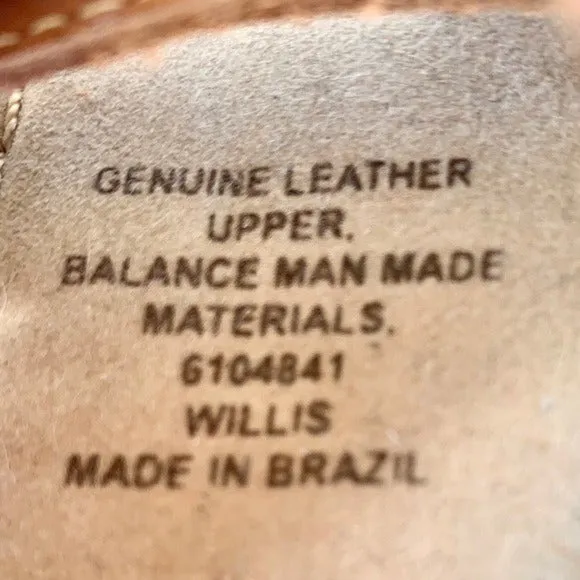 GENUINE LEATHER
UPPER.
BALANCE MAN MADE
MATERIALS.
6104841
WILLIS
MADE IN BRAZIL